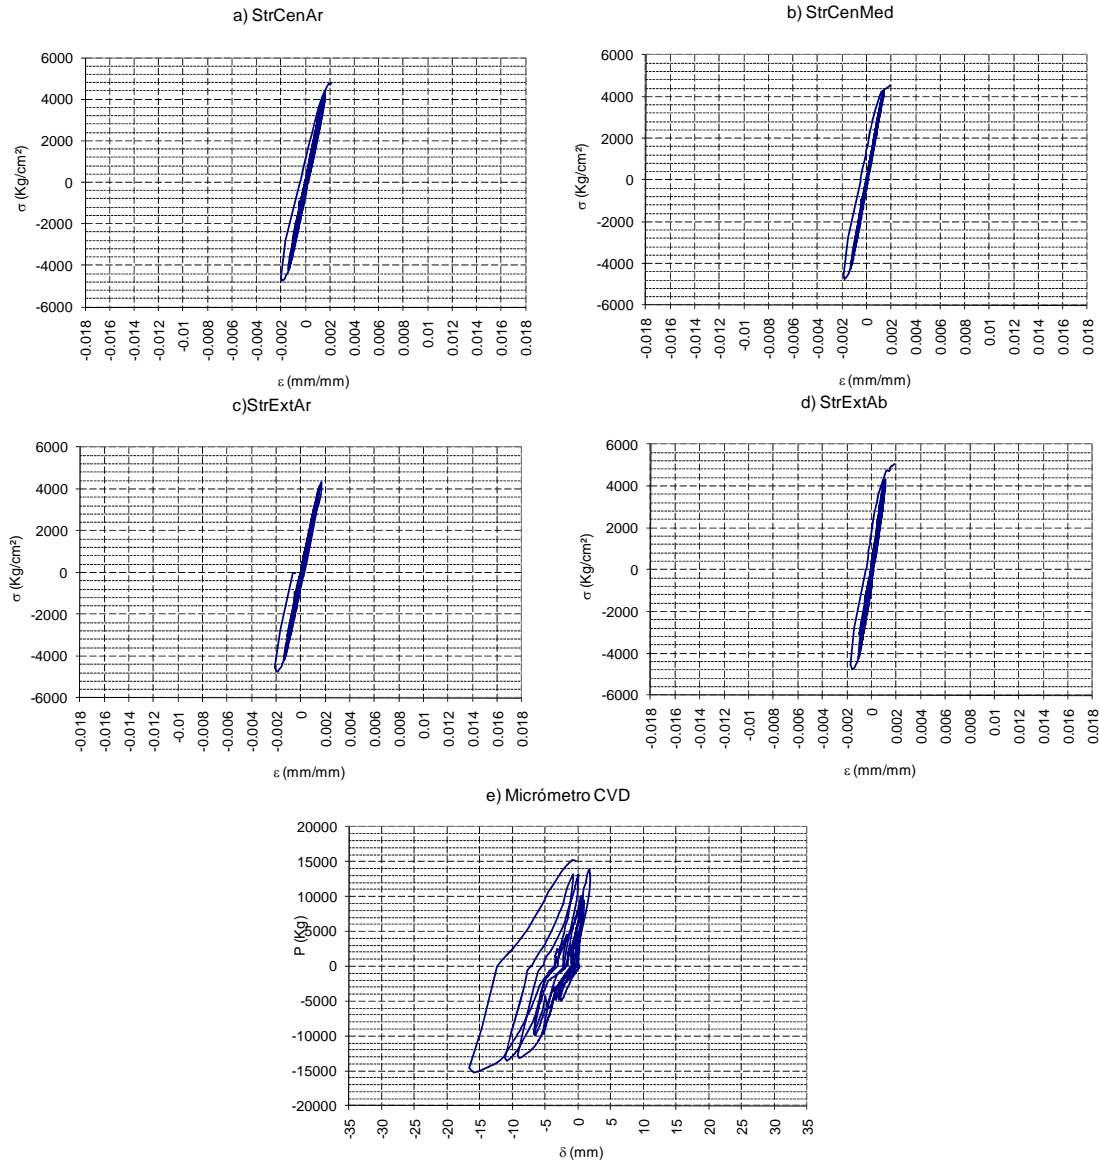 a) StrCenAr
b) StrCenMed
6000
4000
2000
0
-2000
-4000
-6000
σ (Kg/cm²)
-0.018 -0.016 -0.014 -0.012 -0.01 -0.008 -0.006 -0.004 -0.002 0 0.002 0.004 0.006 0.008 0.01 0.012 0.014 0.016 0.018
ε (mm/mm)
6000
4000
2000
0
-2000
-4000
-6000
σ (Kg/cm²)
-0.018 -0.016 -0.014 -0.012 -0.01 -0.008 -0.006 -0.004 -0.002 0 0.002 0.004 0.006 0.008 0.01 0.012 0.014 0.016 0.018
ε (mm/mm)
c)StrExtAr
d) StrExtAb
6000
4000
2000
0
-2000
-4000
-6000
σ (Kg/cm²)
-0.018 -0.016 -0.014 -0.012 -0.01 -0.008 -0.006 -0.004 -0.002 0 0.002 0.004 0.006 0.008 0.01 0.012 0.014 0.016 0.018
ε (mm/mm)
6000
4000
2000
0
-2000
-4000
-6000
σ (Kg/cm²)
-0.018 -0.016 -0.014 -0.012 -0.01 -0.008 -0.006 -0.004 -0.002 0 0.002 0.004 0.006 0.008 0.01 0.012 0.014 0.016 0.018
ε (mm/mm)
e) Micrómetro CVD
20000
15000
10000
5000
0
-5000
-10000
-15000
-20000
P (Kg)
-35 -30 -25 -20 -15 -10 -5 0 5 10 15 20 25 30 35
δ (mm)